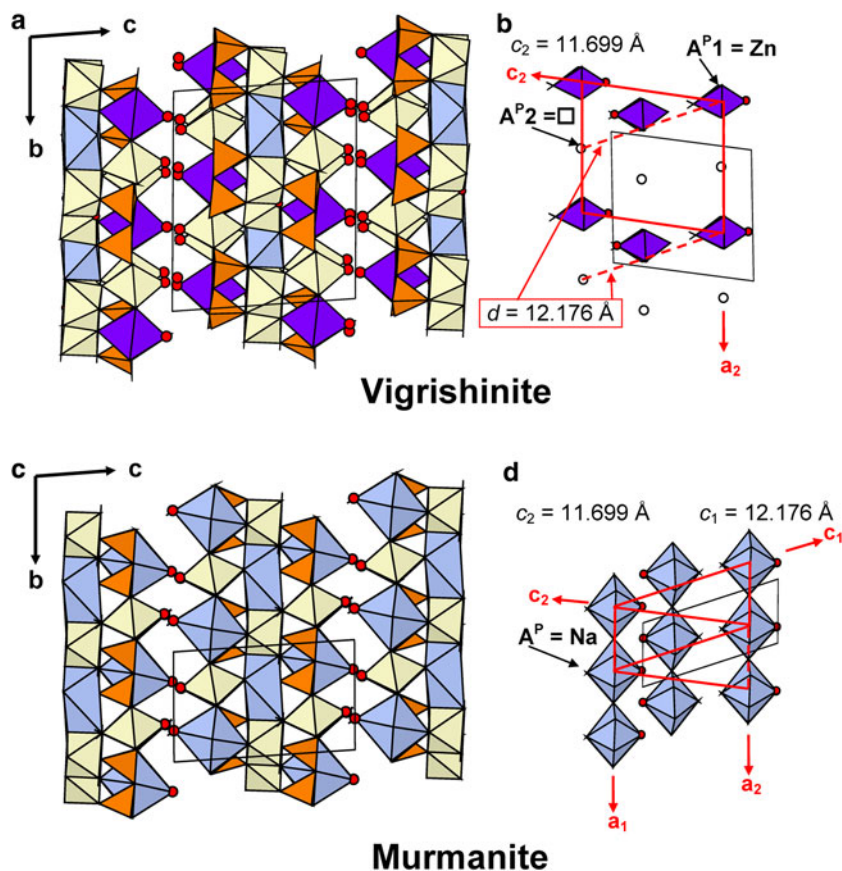 a
c
b
b
c₂ = 11.699 Å
Aᴾ1 = Zn
c₂
Aᴾ2 = □
d = 12.176 Å
a₂
Vigrishinite
c
c
b
d
c₂ = 11.699 Å
c₁ = 12.176 Å
c₁
c₂
Aᴾ = Na
a₂
a₁
Murmanite